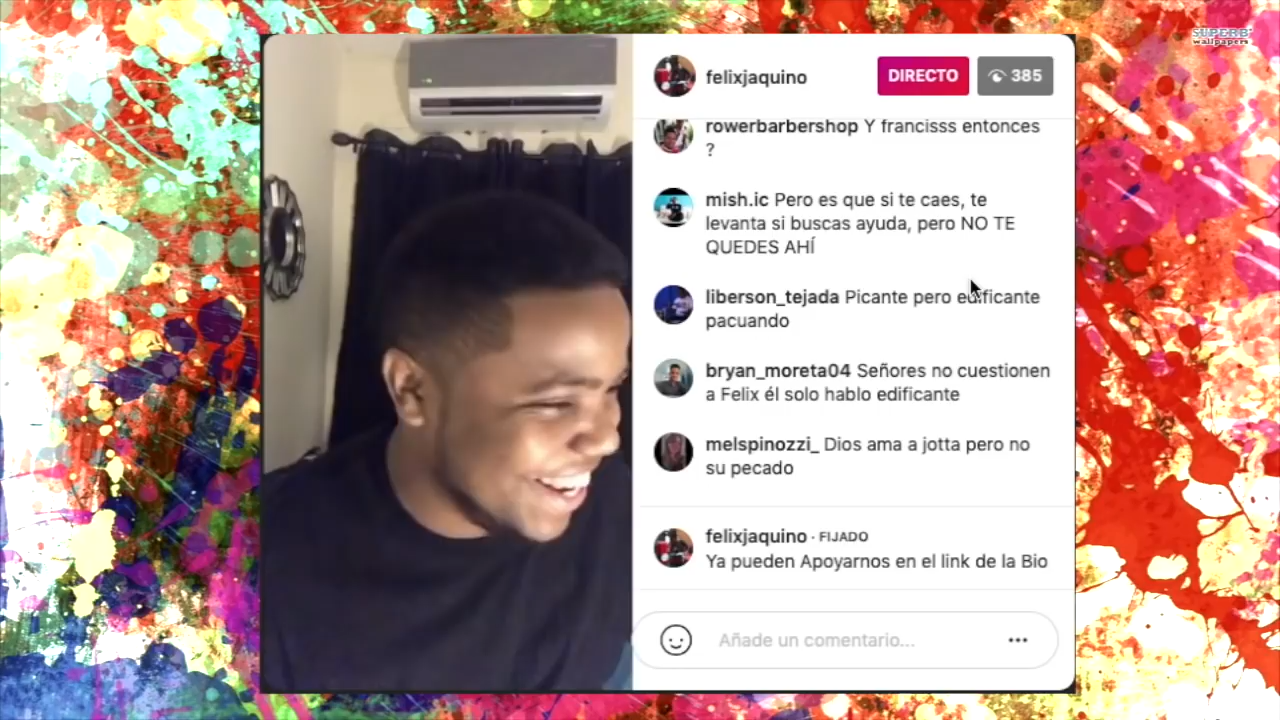 SUPERB
wallpapers
felixjaquino
DIRECTO
385
rowerbarbershop Y francisss entonces
?
mish.ic Pero es que si te caes, te
levanta si buscas ayuda, pero NO TE
QUEDES AHÍ
liberson_tejada Picante pero edificante
pacuando
bryan_moreta04 Señores no cuestionen
a Felix él solo hablo edificante
melspinozzi_ Dios ama a jotta pero no
su pecado
felixjaquino · FIJADO
Ya pueden Apoyarnos en el link de la Bio
Añade un comentario...